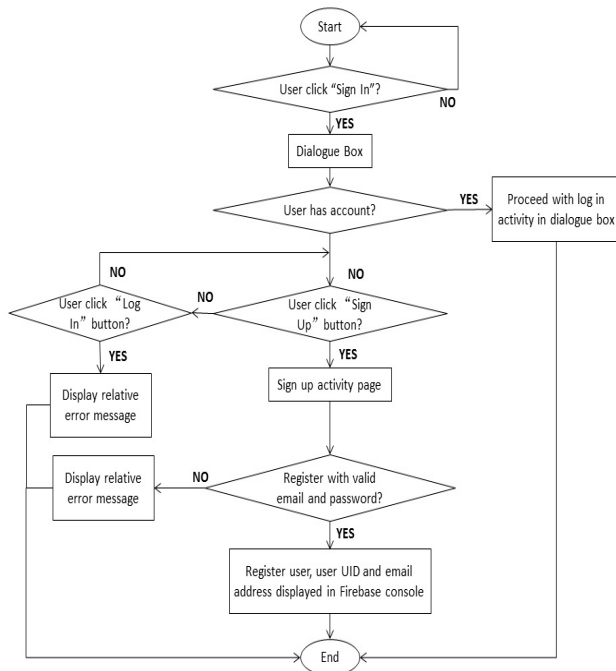 Start
User click “Sign In”?
NO
YES
Dialogue Box
User has account?
YES
Proceed with log in
activity in dialogue box
NO
NO
User click “Log
In” button?
NO
User click “Sign
Up” button?
YES
YES
Display relative
error message
Sign up activity page
Display relative
error message
NO
Register with valid
email and password?
YES
Register user, user UID and email
address displayed in Firebase console
End